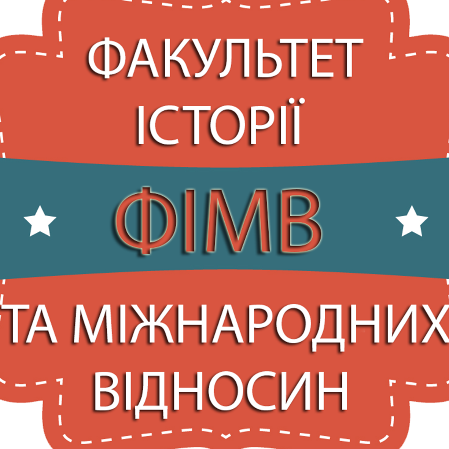 ФАКУЛЬТЕТ
ІСТОРІЇ
ФІМВ
ТА МІЖНАРОДНИХ
ВІДНОСИН